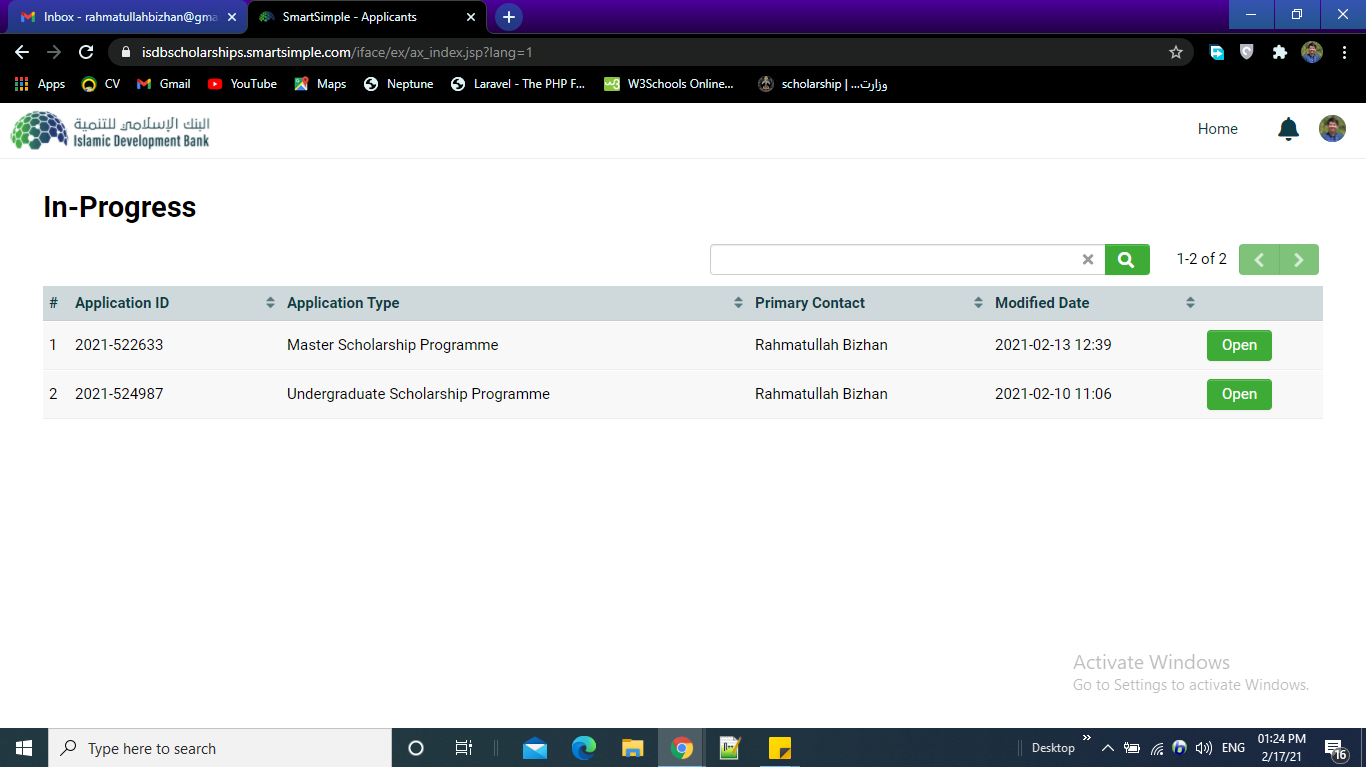 Inbox - rahmatullahbizhan@gma
SmartSimple - Applicants
isdbscholarships.smartsimple.com/iface/ex/ax_index.jsp?lang=1
Apps CV Gmail YouTube Maps Neptune Laravel - The PHP F... W3Schools Online... scholarship | ...وزارت
البنك الإسلامي للتنمية
Islamic Development Bank
Home
In-Progress
1-2 of 2
# Application ID Application Type Primary Contact Modified Date
1 2021-522633 Master Scholarship Programme Rahmatullah Bizhan 2021-02-13 12:39 Open
2 2021-524987 Undergraduate Scholarship Programme Rahmatullah Bizhan 2021-02-10 11:06 Open
Activate Windows
Go to Settings to activate Windows.
Type here to search
Desktop
ENG
01:24 PM
2/17/21
16